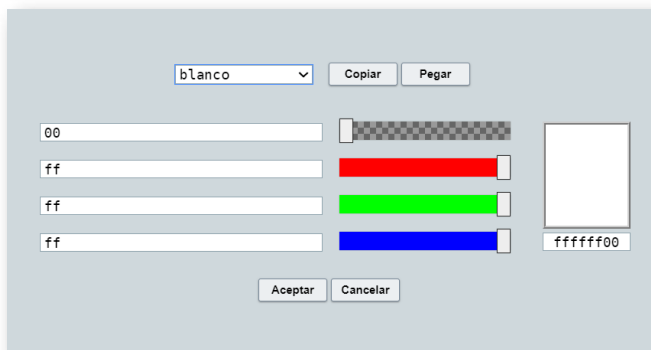 blanco Copiar Pegar
00
ff
ff
ff ffffff00
Aceptar Cancelar